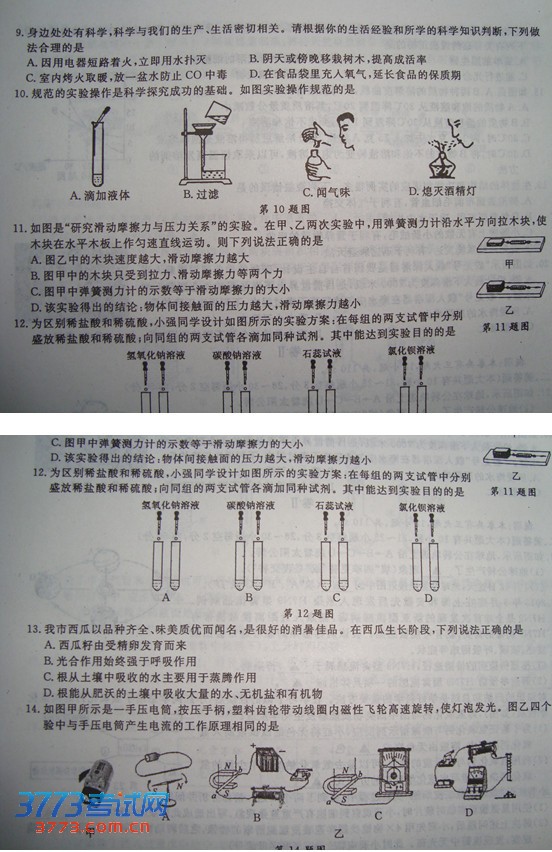 9. 身边处处有科学,科学与我们的生产、生活密切相关。请根据你的生活经验和所学的科学知识判断,下列做
法合理的是
A. 因用电器短路着火,立即用水扑灭 B. 阴天或傍晚移栽树木,提高成活率
C. 室内烤火取暖,放一盆水防止 CO 中毒 D. 在食品袋里充入氧气,延长食品的保质期
10. 规范的实验操作是科学探究成功的基础。如图实验操作规范的是
A. 滴加液体 B. 过滤 C. 闻气味 D. 熄灭酒精灯
第 10 题图
11. 如图是“研究滑动摩擦力与压力关系”的实验。在甲、乙两次实验中,用弹簧测力计沿水平方向拉木块,使
木块在水平木板上作匀速直线运动。则下列说法正确的是
A. 图乙中的木块速度越大,滑动摩擦力越大
甲
B. 图甲中的木块只受到拉力、滑动摩擦力等两个力
C. 图甲中弹簧测力计的示数等于滑动摩擦力的大小
D. 该实验得出的结论:物体间接触面的压力越大,滑动摩擦力越小
乙
12. 为区别稀盐酸和稀硫酸,小强同学设计如图所示的实验方案:在每组的两支试管中分别
第 11 题图
盛放稀盐酸和稀硫酸;向同组的两支试管各滴加同种试剂。其中能达到实验目的的是
氢氧化钠溶液 碳酸钠溶液 石蕊试液 氯化钡溶液
C. 图甲中弹簧测力计的示数等于滑动摩擦力的大小
D. 该实验得出的结论:物体间接触面的压力越大,滑动摩擦力越小
乙
12. 为区别稀盐酸和稀硫酸,小强同学设计如图所示的实验方案:在每组的两支试管中分别
盛放稀盐酸和稀硫酸;向同组的两支试管各滴加同种试剂。其中能达到实验目的的是
第 11 题图
氢氧化钠溶液 碳酸钠溶液 石蕊试液 氯化钡溶液
A B C D
第 12 题图
13. 我市西瓜以品种齐全、味美质优而闻名,是很好的消暑佳品。在西瓜生长阶段,下列说法正确的是
A. 西瓜籽由受精卵发育而来
B. 光合作用始终强于呼吸作用
C. 根从土壤中吸收的水主要用于蒸腾作用
D. 根能从肥沃的土壤中吸收大量的水、无机盐和有机物
14. 如图甲所示是一手压电筒,按压手柄,塑料齿轮带动线圈内磁性飞轮高速旋转,使灯泡发光。图乙四个
验中与手压电筒产生电流的工作原理相同的是
N
N b a S
N b a S
A B C D
3773考试网
3773.com.cn
甲 乙
第 14 题图